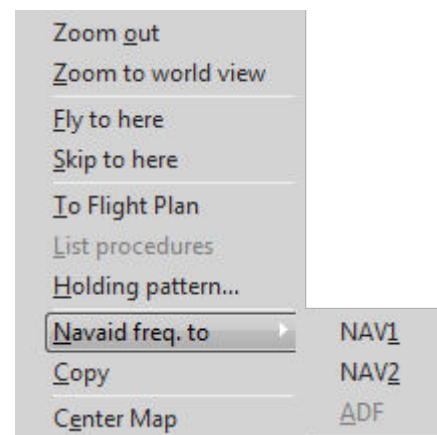 Zoom out
Zoom to world view
Fly to here
Skip to here
To Flight Plan
List procedures
Holding pattern...
Navaid freq. to
NAV1
Copy
NAV2
Center Map
ADF